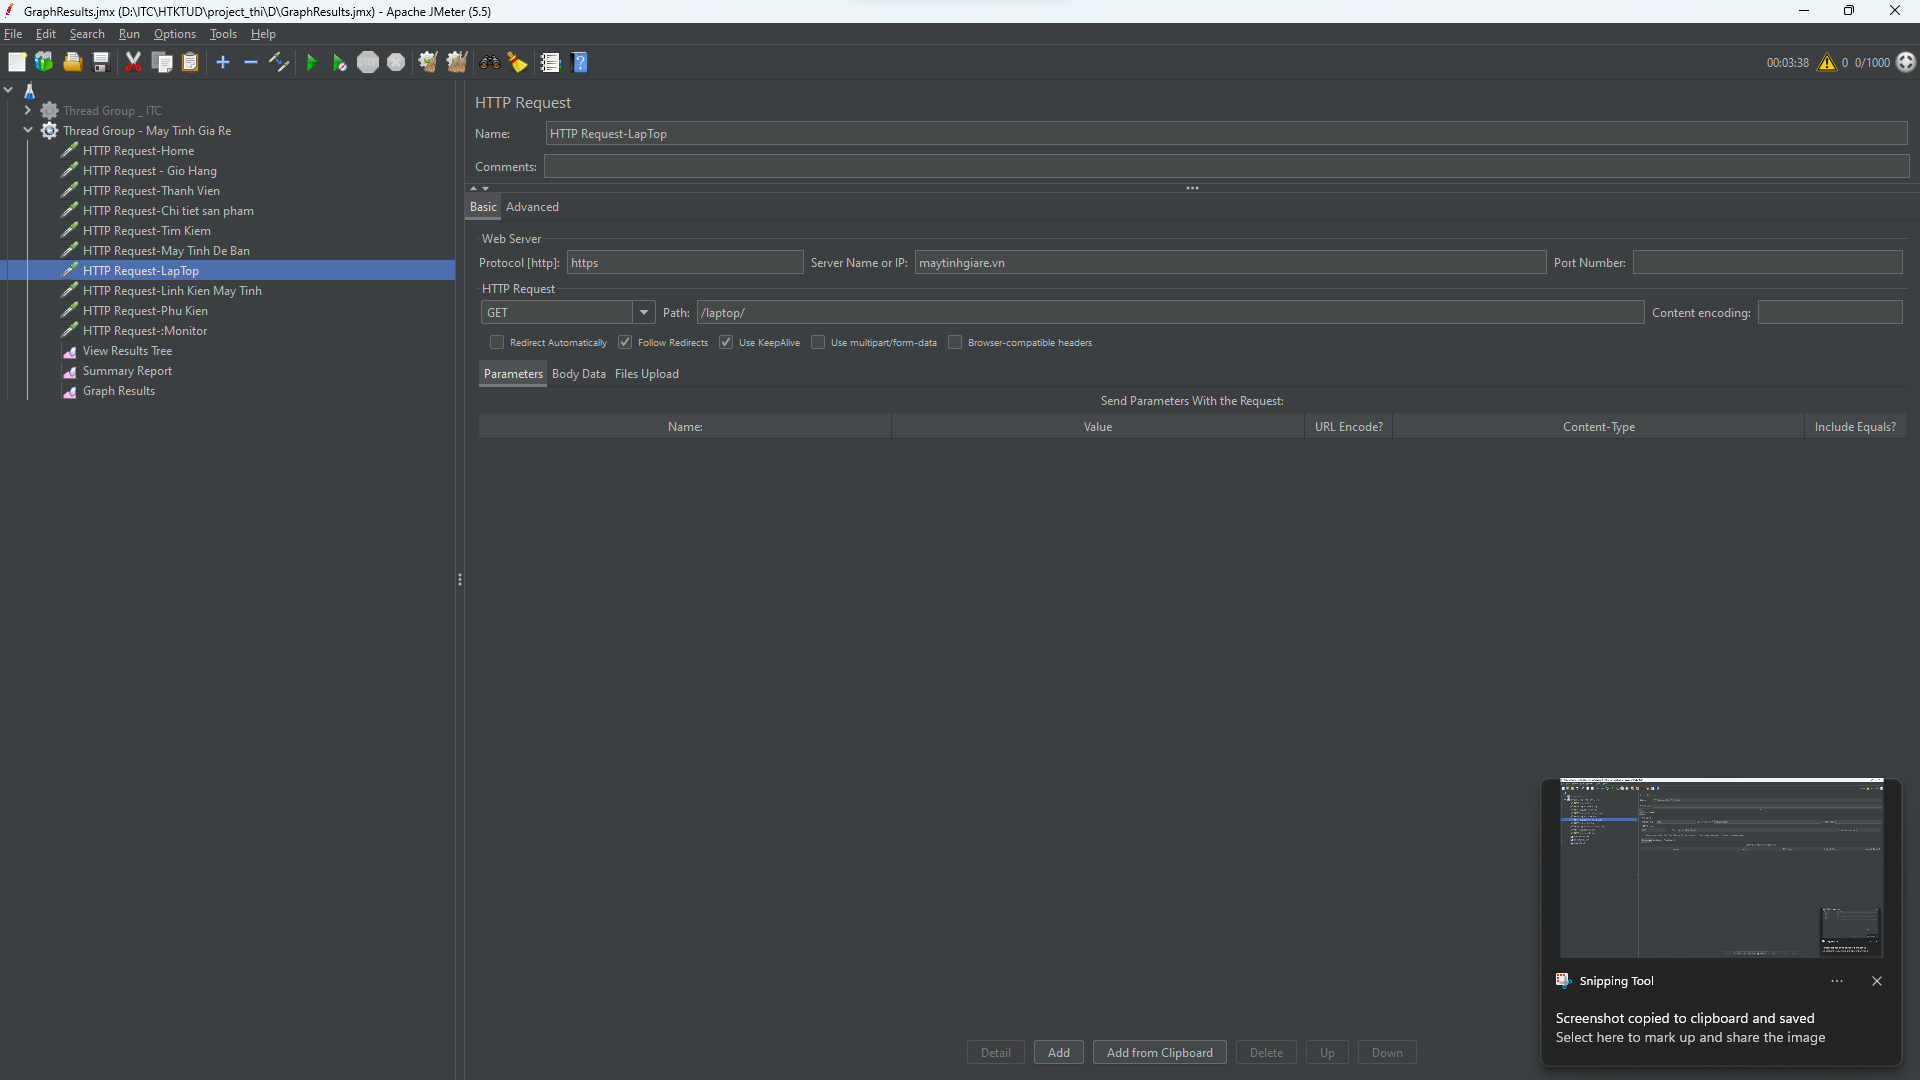 GraphResults.jmx (D:\ITC\HTKTUD\project_thi\D\GraphResults.jmx) - Apache JMeter (5.5)
File Edit Search Run Options Tools Help
00:03:38 0 0/1000
Thread Group _ ITC
Thread Group - May Tinh Gia Re
HTTP Request-Home
HTTP Request - Gio Hang
HTTP Request-Thanh Vien
HTTP Request-Chi tiet san pham
HTTP Request-Tim Kiem
HTTP Request-May Tinh De Ban
HTTP Request-LapTop
HTTP Request-Linh Kien May Tinh
HTTP Request-Phu Kien
HTTP Request-:Monitor
View Results Tree
Summary Report
Graph Results
HTTP Request
Name: HTTP Request-LapTop
Comments:
Basic Advanced
Web Server
Protocol [http]: https Server Name or IP: maytinhgiare.vn Port Number:
HTTP Request
GET Path: /laptop/ Content encoding:
Redirect Automatically Follow Redirects Use KeepAlive Use multipart/form-data Browser-compatible headers
Parameters Body Data Files Upload
Send Parameters With the Request:
Name: Value URL Encode? Content-Type Include Equals?
Detail Add Add from Clipboard Delete Up Down
Snipping Tool
Screenshot copied to clipboard and saved
Select here to mark up and share the image